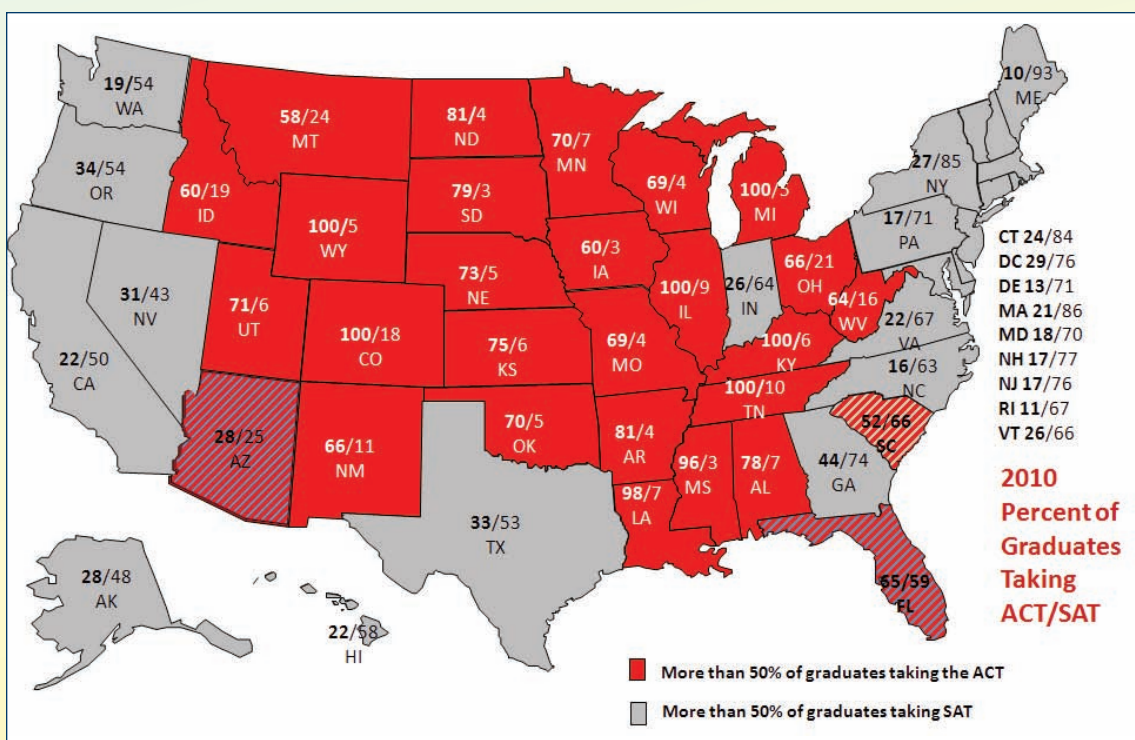 19/54
WA
34/54
OR
22/50
CA
31/43
NV
60/19
ID
58/24
MT
100/5
WY
71/6
UT
28/25
AZ
100/18
CO
66/11
NM
81/4
ND
79/3
SD
73/5
NE
75/6
KS
70/5
OK
33/53
TX
70/7
MN
60/3
IA
69/4
MO
81/4
AR
98/7
LA
69/4
WI
100/9
IL
100/5
MI
26/64
IN
66/21
OH
64/16
WV
100/6
KY
100/10
TN
96/3
MS
78/7
AL
44/74
GA
52/66
SC
16/63
NC
22/67
VA
17/71
PA
27/85
NY
10/93
ME
65/59
FL
28/48
AK
22/58
HI
CT 24/84
DC 29/76
DE 13/71
MA 21/86
MD 18/70
NH 17/77
NJ 17/76
RI 11/67
VT 26/66
2010
Percent of
Graduates
Taking
ACT/SAT
More than 50% of graduates taking the ACT
More than 50% of graduates taking SAT